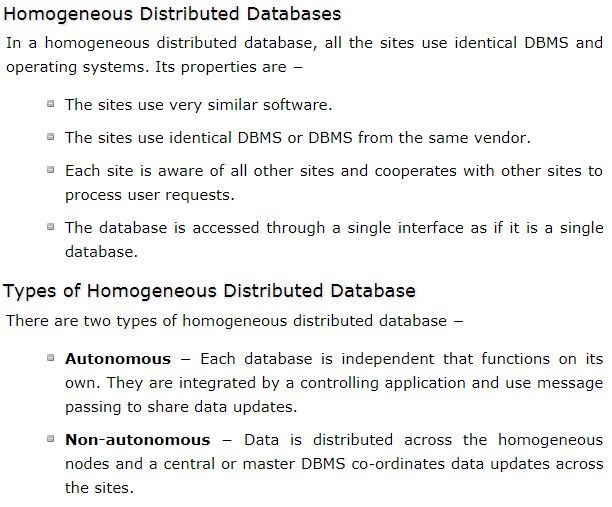 Homogeneous Distributed Databases
In a homogeneous distributed database, all the sites use identical DBMS and
operating systems. Its properties are −
The sites use very similar software.
The sites use identical DBMS or DBMS from the same vendor.
Each site is aware of all other sites and cooperates with other sites to
process user requests.
The database is accessed through a single interface as if it is a single
database.
Types of Homogeneous Distributed Database
There are two types of homogeneous distributed database −
Autonomous − Each database is independent that functions on its
own. They are integrated by a controlling application and use message
passing to share data updates.
Non-autonomous − Data is distributed across the homogeneous
nodes and a central or master DBMS co-ordinates data updates across
the sites.